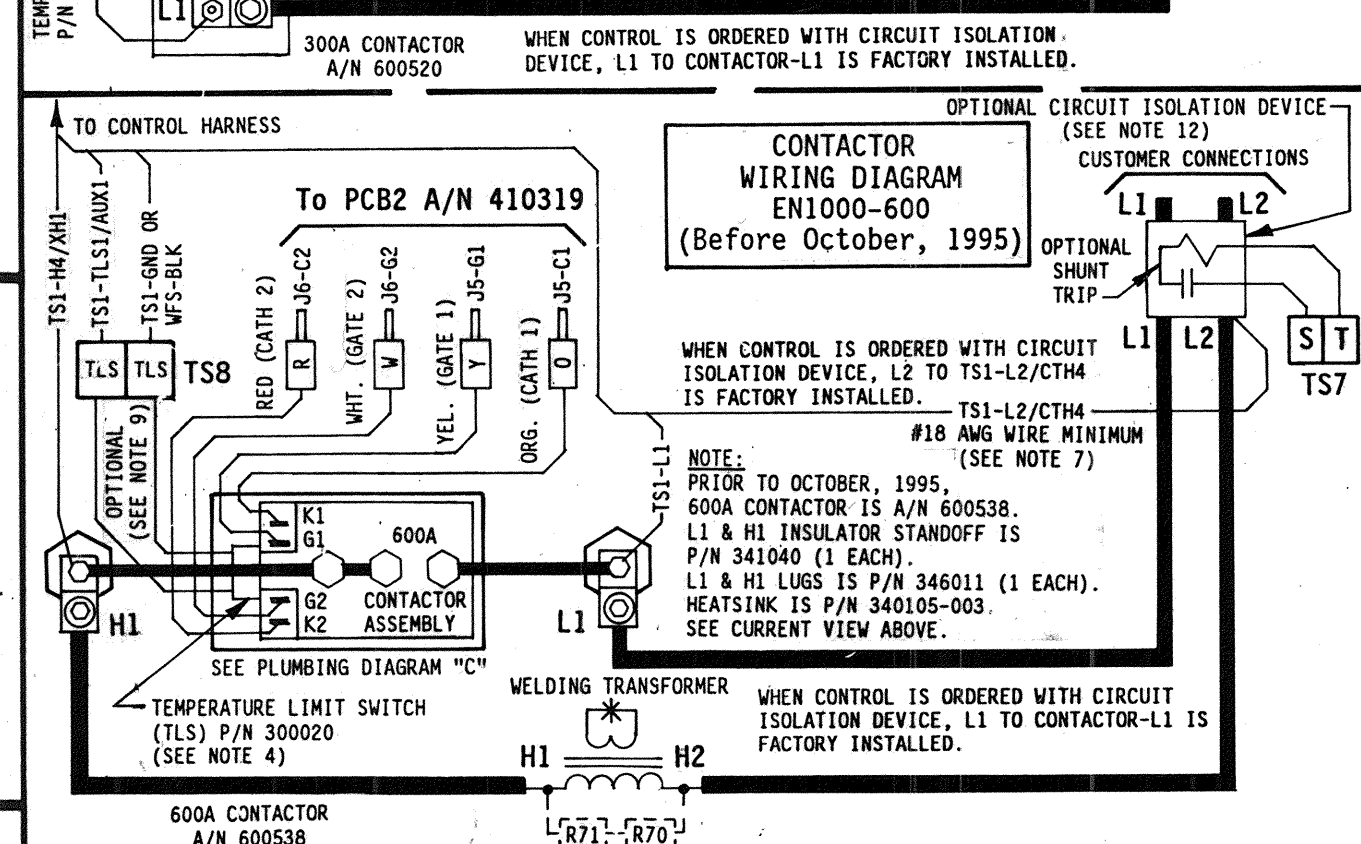 TEMP
P/N
L1
300A CONTACTOR
A/N 600520
WHEN CONTROL IS ORDERED WITH CIRCUIT ISOLATION
DEVICE, L1 TO CONTACTOR-L1 IS FACTORY INSTALLED.
TO CONTROL HARNESS
OPTIONAL CIRCUIT ISOLATION DEVICE
(SEE NOTE 12)
CUSTOMER CONNECTIONS
CONTACTOR
WIRING DIAGRAM
EN1000-600
(Before October, 1995)
To PCB2 A/N 410319
L1
L2
OPTIONAL
SHUNT
TRIP
L1
L2
S T
TS7
TS1-H4/XH1
TS1-TLS1/AUX1
TS1-GND OR
WFS-BLK
TLS TLS
TS8
RED (CATH 2)
R
J6-C2
WHT. (GATE 2)
W
J6-G2
YEL. (GATE 1)
Y
J5-G1
ORG. (CATH 1)
O
J5-C1
OPTIONAL
(SEE NOTE 9)
WHEN CONTROL IS ORDERED WITH CIRCUIT
ISOLATION DEVICE, L2 TO TS1-L2/CTH4
IS FACTORY INSTALLED.
TS1-L2/CTH4
#18 AWG WIRE MINIMUM
(SEE NOTE 7)
TS1-L1
NOTE:
PRIOR TO OCTOBER, 1995,
600A CONTACTOR IS A/N 600538.
L1 & H1 INSULATOR STANDOFF IS
P/N 341040 (1 EACH).
L1 & H1 LUGS IS P/N 346011 (1 EACH).
HEATSINK IS P/N 340105-003.
SEE CURRENT VIEW ABOVE.
K1
G1
600A
G2
K2
CONTACTOR
ASSEMBLY
H1
L1
SEE PLUMBING DIAGRAM "C"
TEMPERATURE LIMIT SWITCH
(TLS) P/N 300020
(SEE NOTE 4)
WELDING TRANSFORMER
H1
H2
WHEN CONTROL IS ORDERED WITH CIRCUIT
ISOLATION DEVICE, L1 TO CONTACTOR-L1 IS
FACTORY INSTALLED.
600A CONTACTOR
A/N 600538
R71
R70